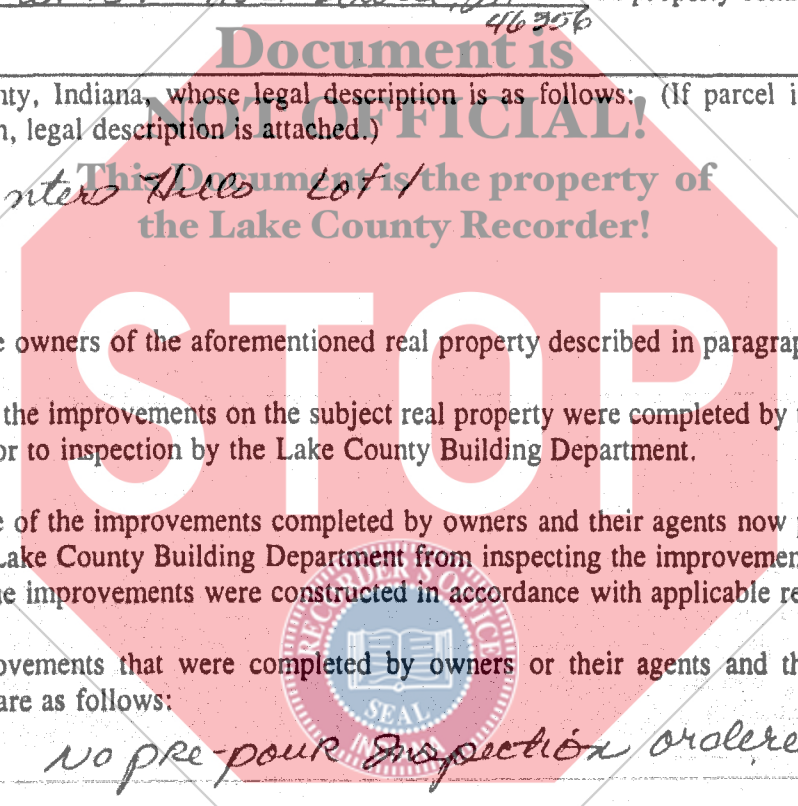 46356
Document is
nty, Indiana, whose legal description is as follows: (If parcel i
NOT OFFICIAL!
n, legal description is attached.)
This Document is the property of
nters Hills Lot 1
the Lake County Recorder!
STOP
e owners of the aforementioned real property described in paragrap
the improvements on the subject real property were completed by
or to inspection by the Lake County Building Department.
e of the improvements completed by owners and their agents now
Lake County Building Department from inspecting the improvemen
he improvements were constructed in accordance with applicable re
RECORDER'S OFFICE
ovements that were completed by owners or their agents and th
are as follows:
SEAL
No pre-pour Inspection ordere